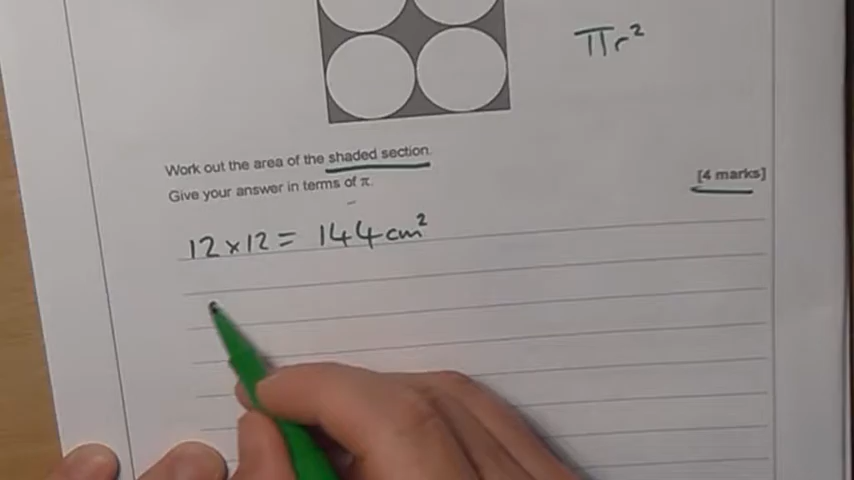 πr²
Work out the area of the shaded section.
Give your answer in terms of π.
[4 marks]
12 × 12 = 144 cm²